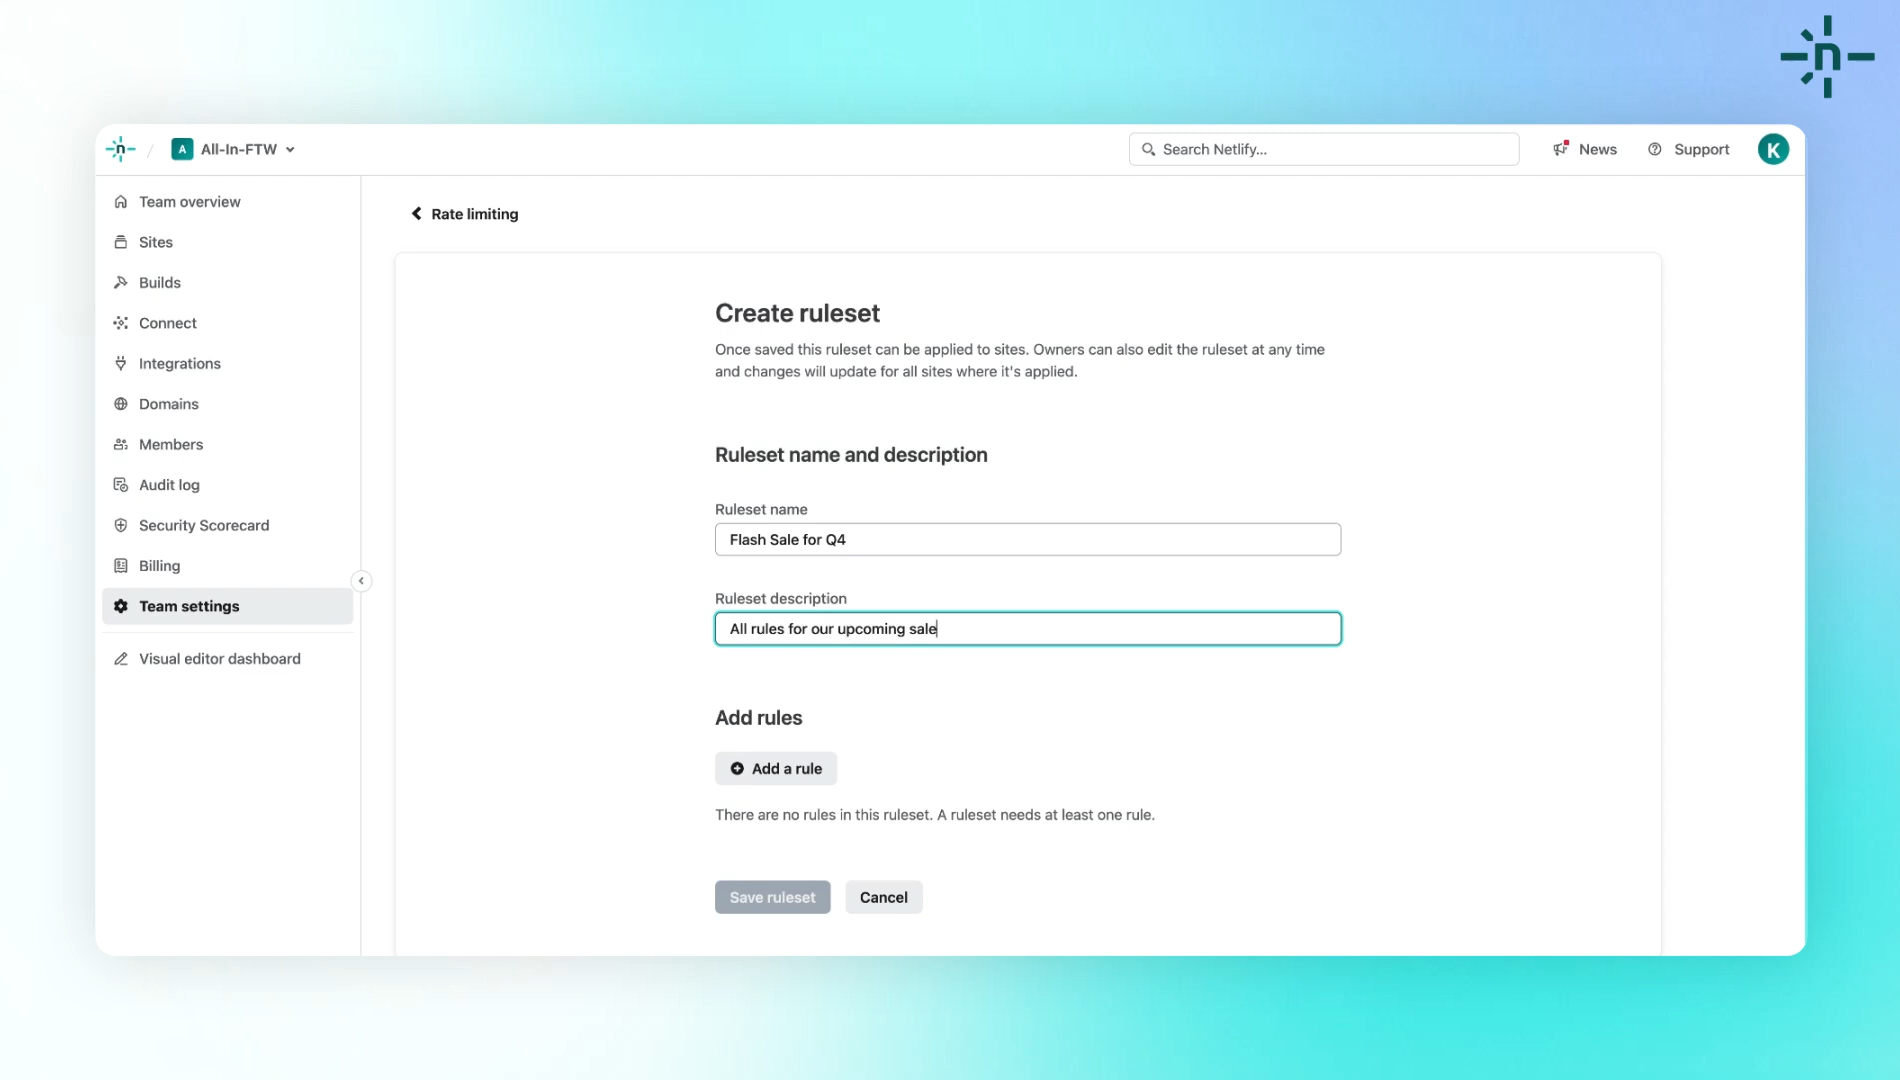 n
n / A All-In-FTW
Search Netlify...
News
Support
K
Team overview
Sites
Builds
Connect
Integrations
Domains
Members
Audit log
Security Scorecard
Billing
Team settings
Visual editor dashboard
Rate limiting
Create ruleset
Once saved this ruleset can be applied to sites. Owners can also edit the ruleset at any time
and changes will update for all sites where it's applied.
Ruleset name and description
Ruleset name
Flash Sale for Q4
Ruleset description
All rules for our upcoming sale
Add rules
Add a rule
There are no rules in this ruleset. A ruleset needs at least one rule.
Save ruleset
Cancel